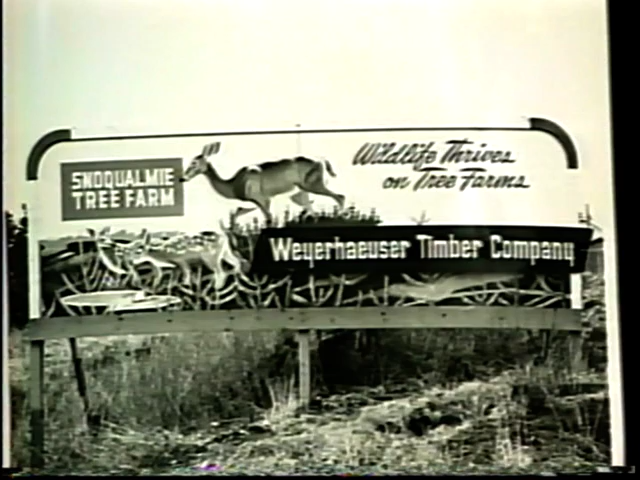 SNOQUALMIE
TREE FARM
Wildlife Thrives
on Tree Farms
Weyerhaeuser Timber Company